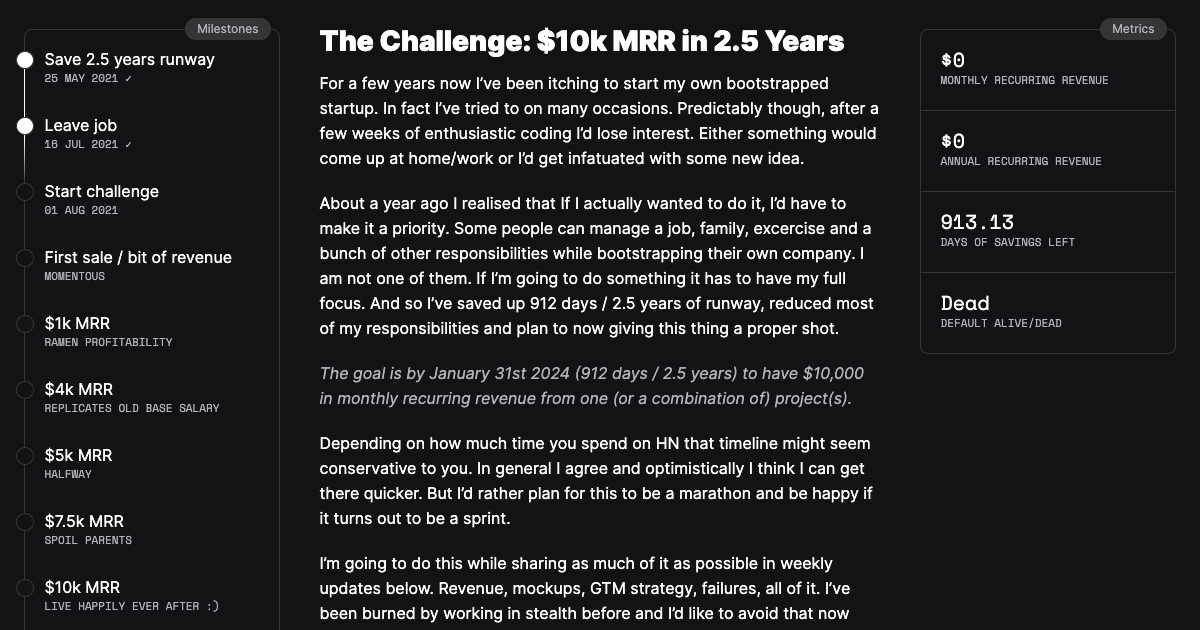 Milestones
Save 2.5 years runway
25 MAY 2021 ✓
Leave job
16 JUL 2021 ✓
Start challenge
01 AUG 2021
First sale / bit of revenue
MOMENTOUS
$1k MRR
RAMEN PROFITABILITY
$4k MRR
REPLICATES OLD BASE SALARY
$5k MRR
HALFWAY
$7.5k MRR
SPOIL PARENTS
$10k MRR
LIVE HAPPILY EVER AFTER :)
The Challenge: $10k MRR in 2.5 Years
For a few years now I’ve been itching to start my own bootstrapped
startup. In fact I’ve tried to on many occasions. Predictably though, after a
few weeks of enthusiastic coding I’d lose interest. Either something would
come up at home/work or I’d get infatuated with some new idea.
About a year ago I realised that If I actually wanted to do it, I’d have to
make it a priority. Some people can manage a job, family, excercise and a
bunch of other responsibilities while bootstrapping their own company. I
am not one of them. If I’m going to do something it has to have my full
focus. And so I’ve saved up 912 days / 2.5 years of runway, reduced most
of my responsibilities and plan to now giving this thing a proper shot.
The goal is by January 31st 2024 (912 days / 2.5 years) to have $10,000
in monthly recurring revenue from one (or a combination of) project(s).
Depending on how much time you spend on HN that timeline might seem
conservative to you. In general I agree and optimistically I think I can get
there quicker. But I’d rather plan for this to be a marathon and be happy if
it turns out to be a sprint.
I’m going to do this while sharing as much of it as possible in weekly
updates below. Revenue, mockups, GTM strategy, failures, all of it. I’ve
been burned by working in stealth before and I’d like to avoid that now
Metrics
$0
MONTHLY RECURRING REVENUE
$0
ANNUAL RECURRING REVENUE
913.13
DAYS OF SAVINGS LEFT
Dead
DEFAULT ALIVE/DEAD